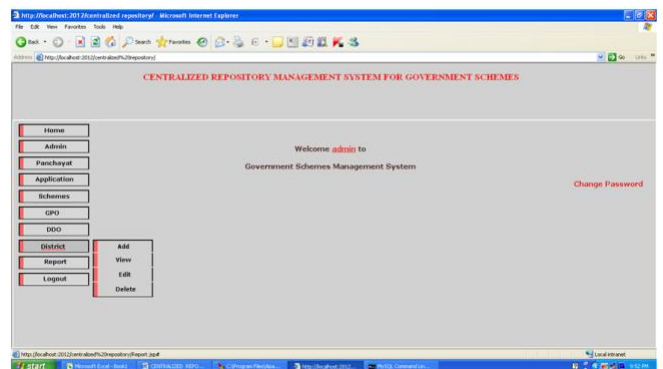 http://localhost:2012/centralized repository/ - Microsoft Internet Explorer
File Edit View Favorites Tools Help
Back Search Favorites
Address http://localhost:2012/centralized%20repository/ Go Links
CENTRALIZED REPOSITORY MANAGEMENT SYSTEM FOR GOVERNMENT SCHEMES
Home
Admin
Panchayat
Application
Schemes
GPO
DDO
District
Report
Logout
Add
View
Edit
Delete
Welcome admin to
Government Schemes Management System
Change Password
http://localhost:2012/centralized%20repository/Report.jsp# Local intranet
start Microsoft Excel - Book1 CENTRALIZED REPO... C:\Program Files\Apa... http://localhost:2012... MySQL Command Lin... 9:52 PM